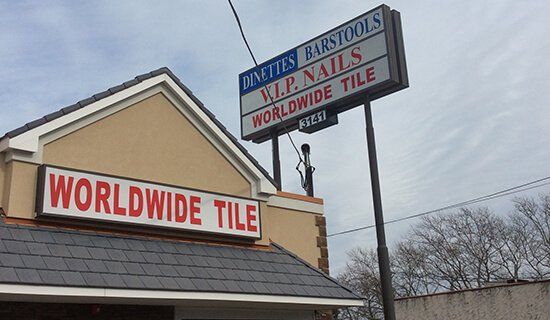 DINETTES BARSTOOLS
V.I.P. NAILS
WORLDWIDE TILE
3141
WORLDWIDE TILE